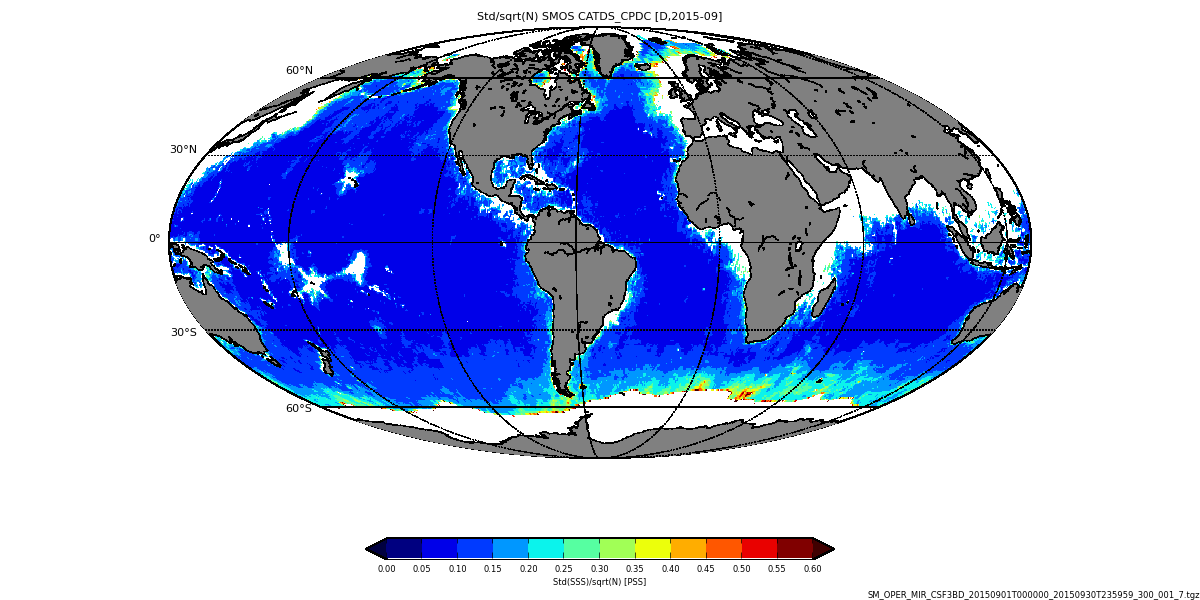 Std/sqrt(N) SMOS CATDS_CPDC [D,2015-09]
60°N
30°N
0°
30°S
60°S
0.00 0.05 0.10 0.15 0.20 0.25 0.30 0.35 0.40 0.45 0.50 0.55 0.60
Std(SSS)/sqrt(N) [PSS]
SM_OPER_MIR_CSF3BD_20150901T000000_20150930T235959_300_001_7.tgz